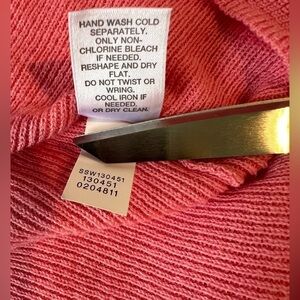 HAND WASH COLD
SEPARATELY.
ONLY NON-
CHLORINE BLEACH
IF NEEDED.
RESHAPE AND DRY
FLAT.
DO NOT TWIST OR
WRING.
COOL IRON IF
NEEDED.
OR DRY CLEAN.
SSW130451
130451
0204811